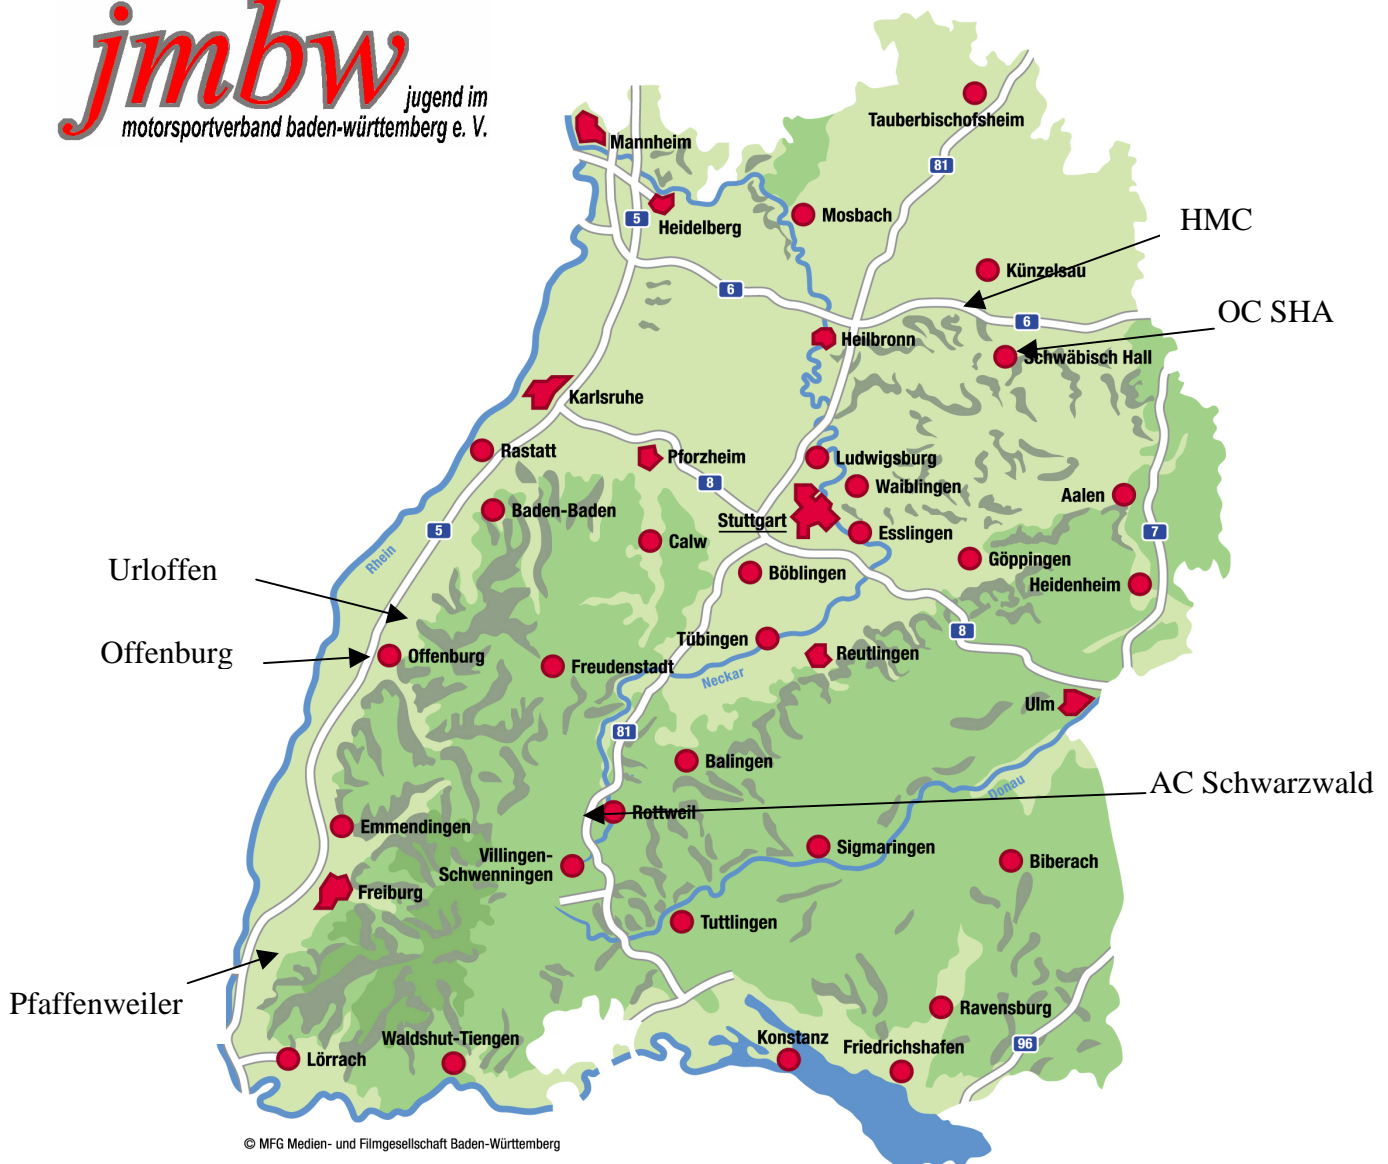 jmbw
jugend im
motorsportverband baden-württemberg e. V.
Tauberbischofsheim
Mannheim
81
HMC
Mosbach
5
Heidelberg
Künzelsau
6
OC SHA
6
Heilbronn
Schwäbisch Hall
Karlsruhe
Rastatt
Pforzheim
Ludwigsburg
8
Waiblingen
Aalen
Baden-Baden
Stuttgart
5
7
Esslingen
Calw
Rhein
Göppingen
Urloffen
Böblingen
Heidenheim
8
Tübingen
Offenburg
Offenburg
Reutlingen
Freudenstadt
Neckar
Ulm
81
Balingen
AC Schwarzwald
Donau
Rottweil
Emmendingen
Sigmaringen
Villingen-
Schwenningen
Biberach
Freiburg
Tuttlingen
Pfaffenweiler
Ravensburg
Waldshut-Tiengen
Konstanz
Friedrichshafen
96
Lörrach
© MFG Medien- und Filmgesellschaft Baden-Württemberg